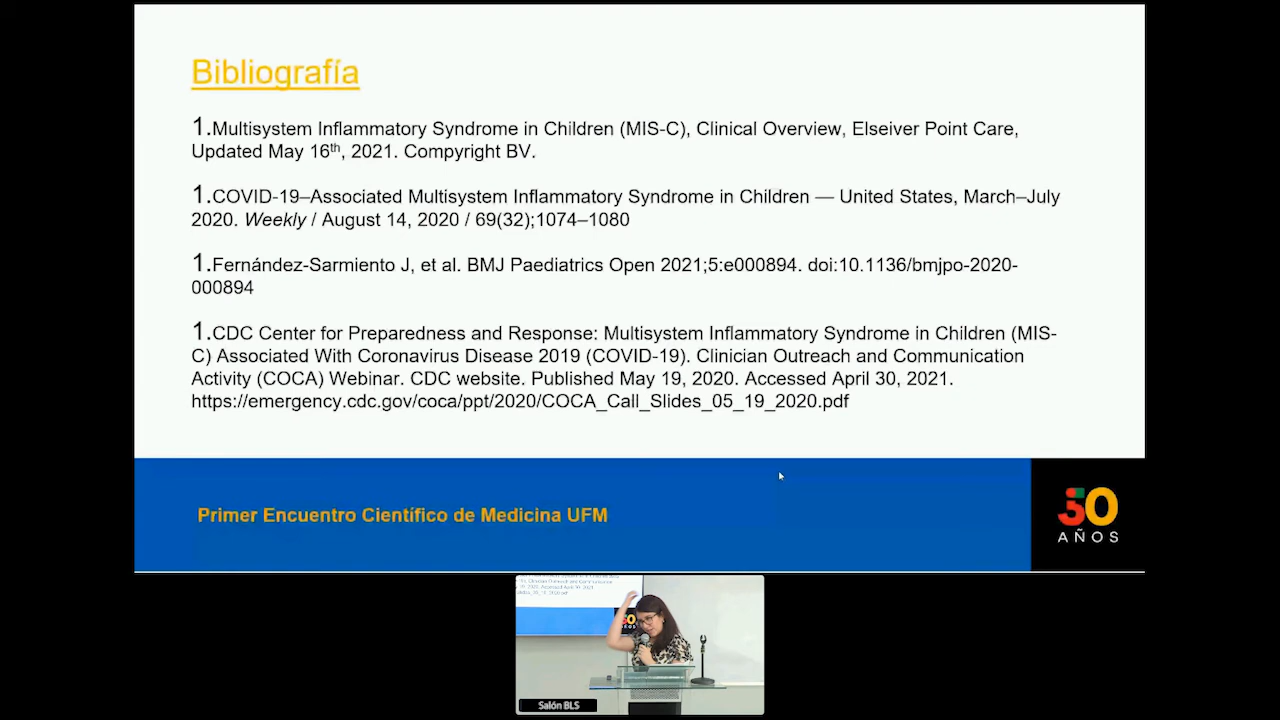 Bibliografía
1.Multisystem Inflammatory Syndrome in Children (MIS-C), Clinical Overview, Elseiver Point Care,
Updated May 16th, 2021. Compyright BV.
1.COVID-19–Associated Multisystem Inflammatory Syndrome in Children — United States, March–July
2020. Weekly / August 14, 2020 / 69(32);1074–1080
1.Fernández-Sarmiento J, et al. BMJ Paediatrics Open 2021;5:e000894. doi:10.1136/bmjpo-2020-
000894
1.CDC Center for Preparedness and Response: Multisystem Inflammatory Syndrome in Children (MIS-
C) Associated With Coronavirus Disease 2019 (COVID-19). Clinician Outreach and Communication
Activity (COCA) Webinar. CDC website. Published May 19, 2020. Accessed April 30, 2021.
https://emergency.cdc.gov/coca/ppt/2020/COCA_Call_Slides_05_19_2020.pdf
Primer Encuentro Científico de Medicina UFM
50
AÑOS
Salón BLS